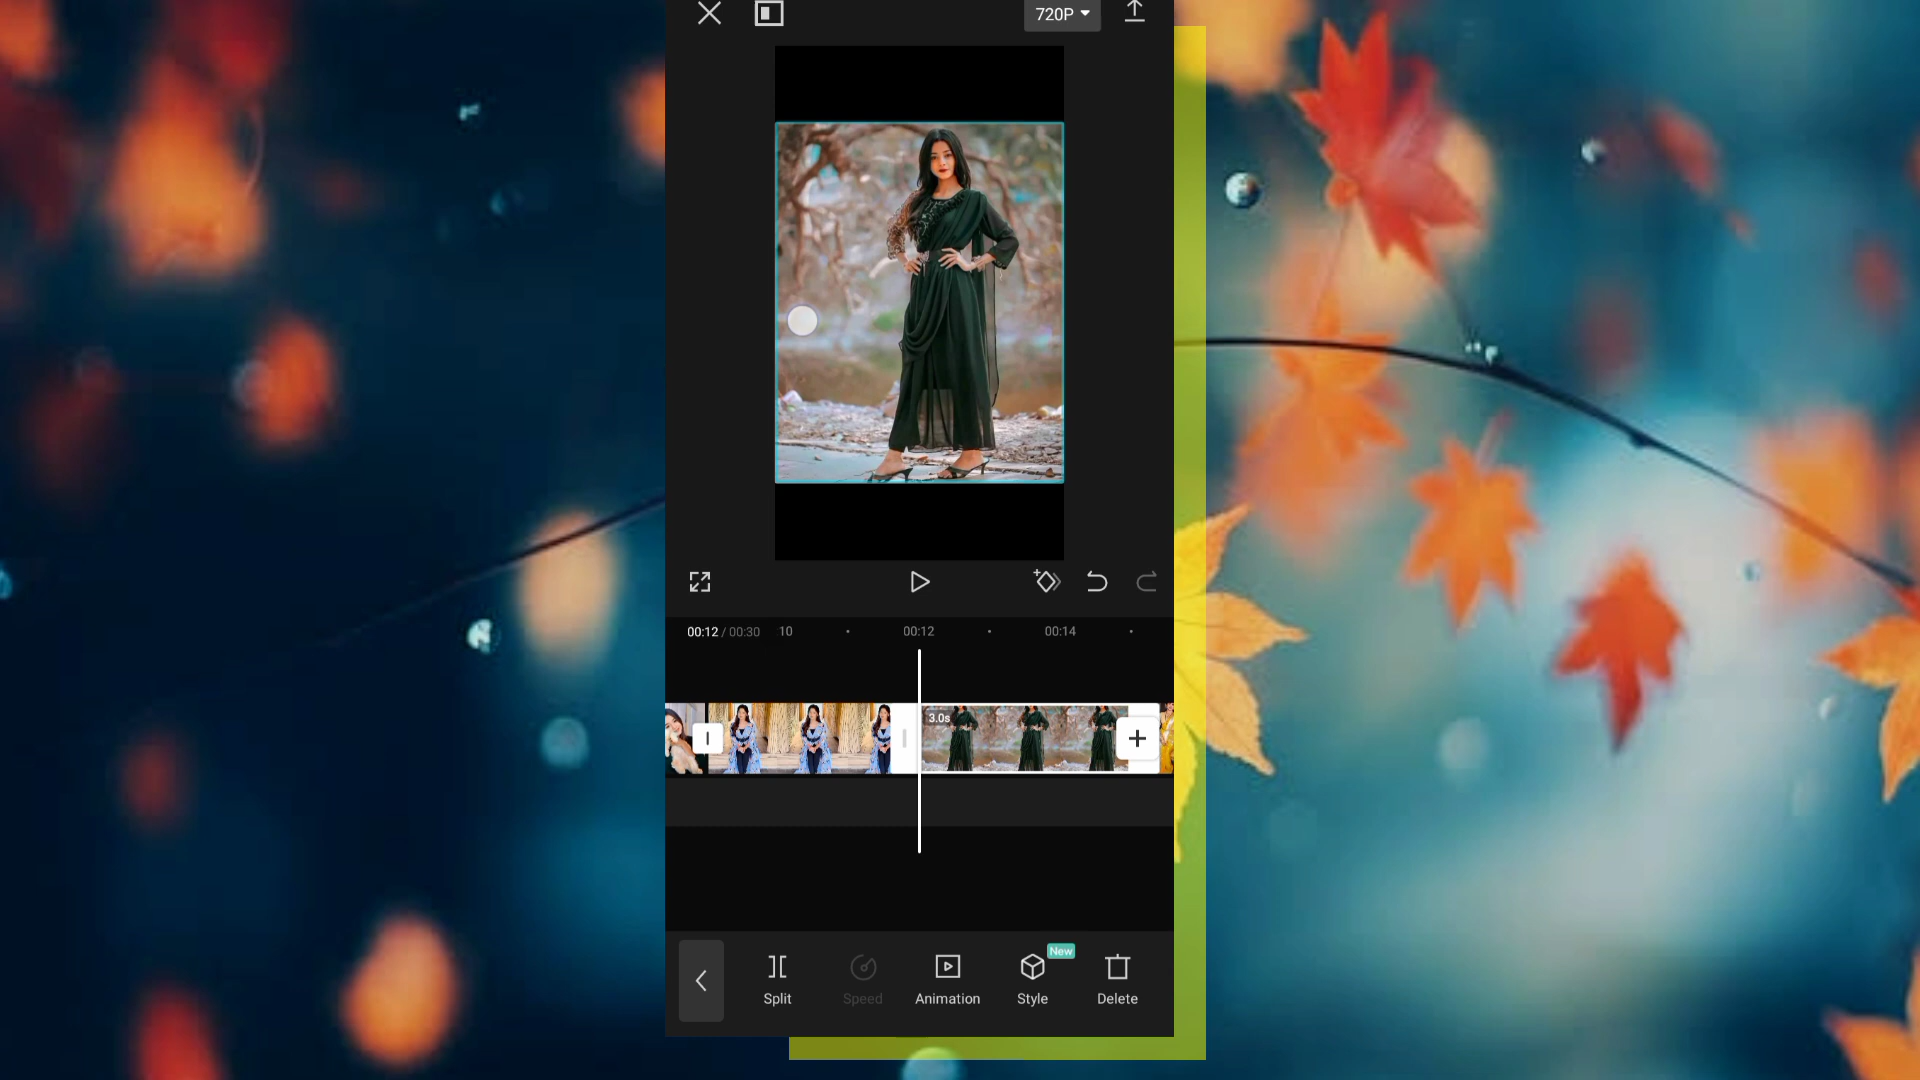 720P
00:12 / 00:30 10 00:12 00:14
3.0s
New
Split Speed Animation Style Delete